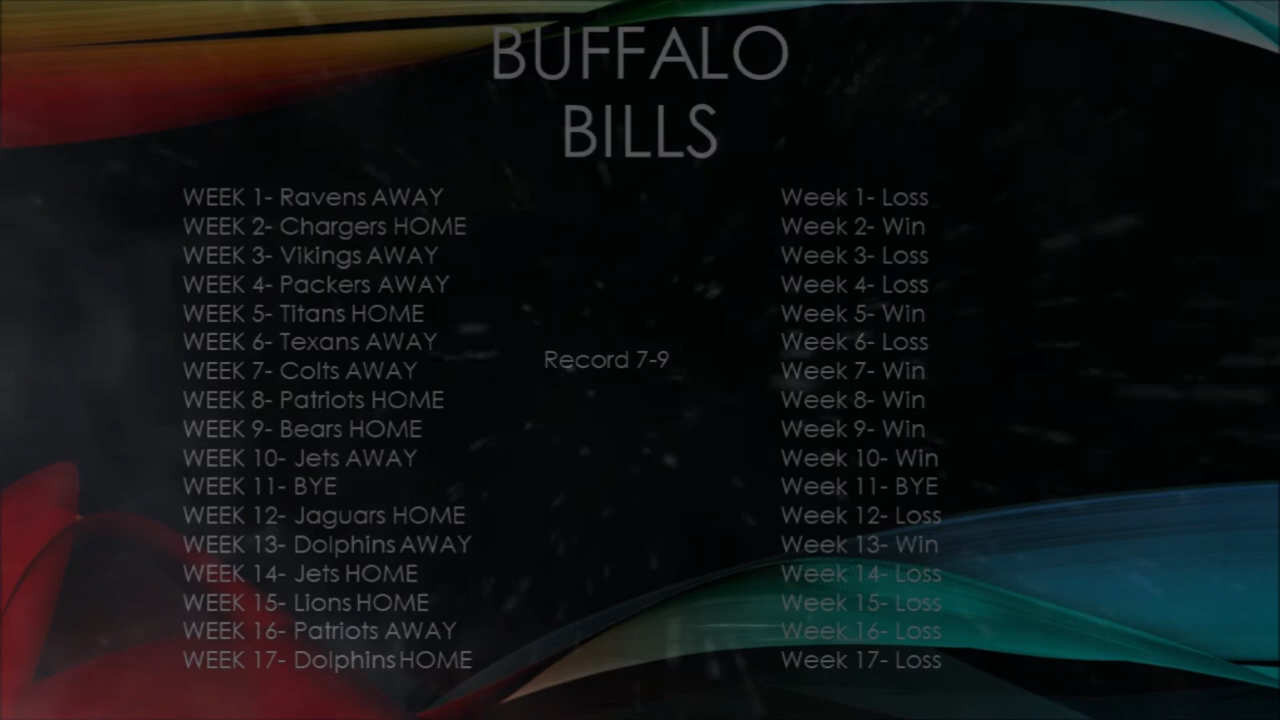 BUFFALO
BILLS
WEEK 1- Ravens AWAY
WEEK 2- Chargers HOME
WEEK 3- Vikings AWAY
WEEK 4- Packers AWAY
WEEK 5- Titans HOME
WEEK 6- Texans AWAY
WEEK 7- Colts AWAY
WEEK 8- Patriots HOME
WEEK 9- Bears HOME
WEEK 10- Jets AWAY
WEEK 11- BYE
WEEK 12- Jaguars HOME
WEEK 13- Dolphins AWAY
WEEK 14- Jets HOME
WEEK 15- Lions HOME
WEEK 16- Patriots AWAY
WEEK 17- Dolphins HOME
Record 7-9
Week 1- Loss
Week 2- Win
Week 3- Loss
Week 4- Loss
Week 5- Win
Week 6- Loss
Week 7- Win
Week 8- Win
Week 9- Win
Week 10- Win
Week 11- BYE
Week 12- Loss
Week 13- Win
Week 14- Loss
Week 15- Loss
Week 16- Loss
Week 17- Loss